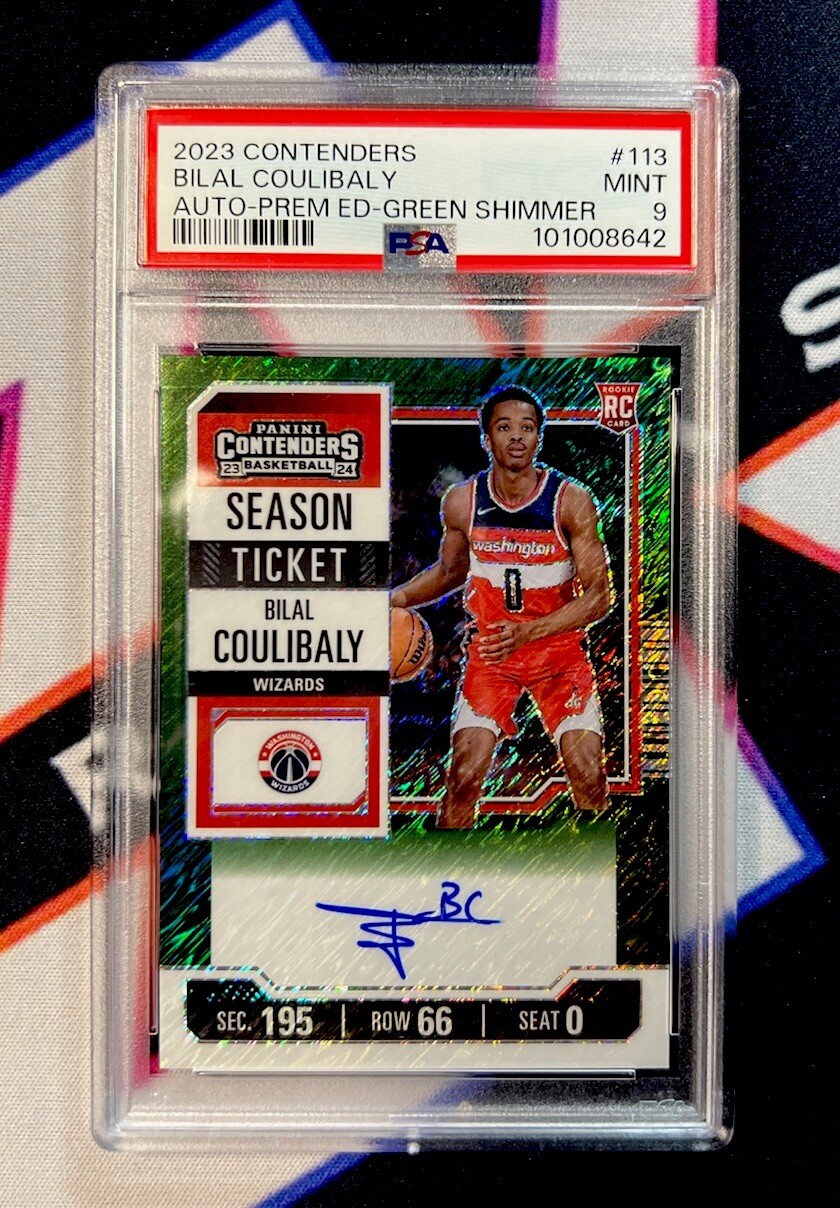 2023 CONTENDERS #113
BILAL COULIBALY MINT
AUTO-PREM ED-GREEN SHIMMER 9
PSA 101008642
ROOKIE
RC
CARD
PANINI
CONTENDERS
23 BASKETBALL 24
SEASON
TICKET
BILAL
COULIBALY
WIZARDS
WASHINGTON
WIZARDS
washington
0
BC
SEC. 195 | ROW 66 | SEAT 0
S